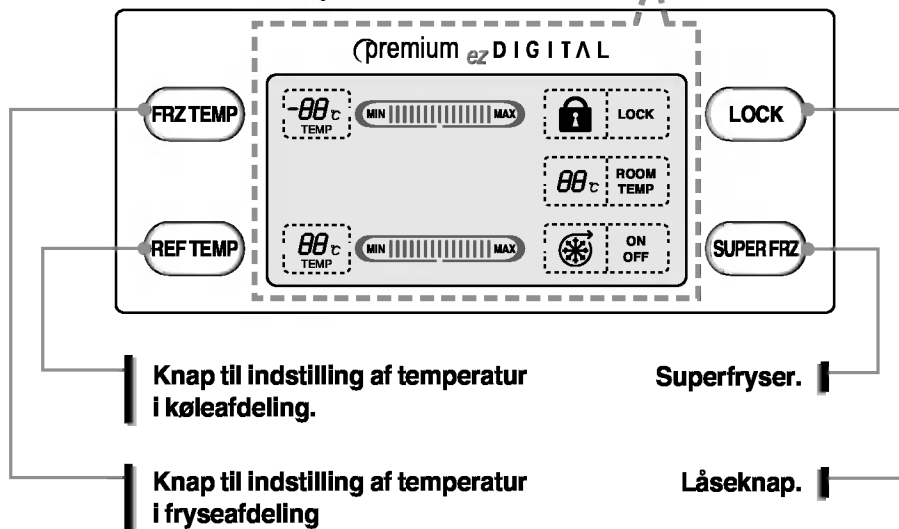 premium ez DIGITAL
FRZ TEMP
-88 °C
TEMP
MIN MAX
LOCK
LOCK
88 °C
ROOM
TEMP
REF TEMP
88 °C
TEMP
MIN MAX
ON
OFF
SUPER FRZ
Knap til indstilling af temperatur
i køleafdeling.
Superfryser.
Knap til indstilling af temperatur
i fryseafdeling
Låseknap.